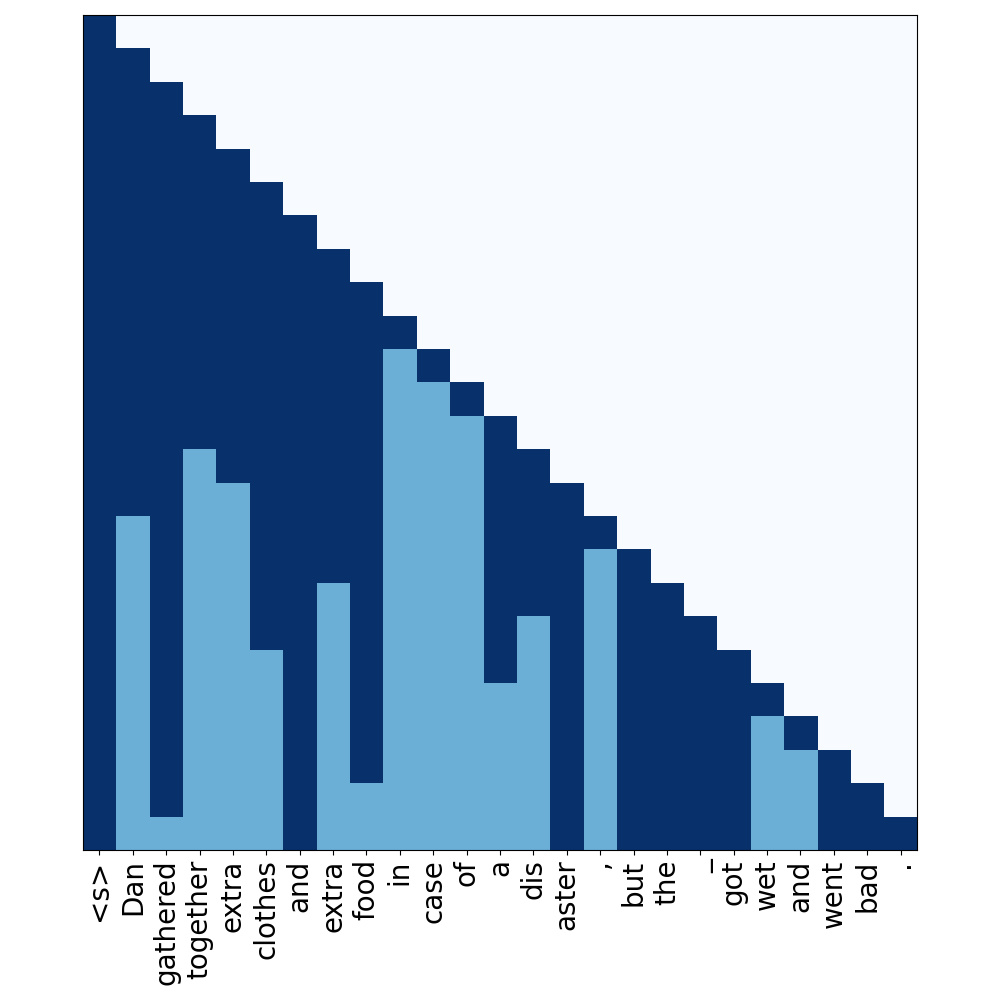 <s> Dan gathered together extra clothes and extra food in case of a dis aster , but the _ got wet and went bad .